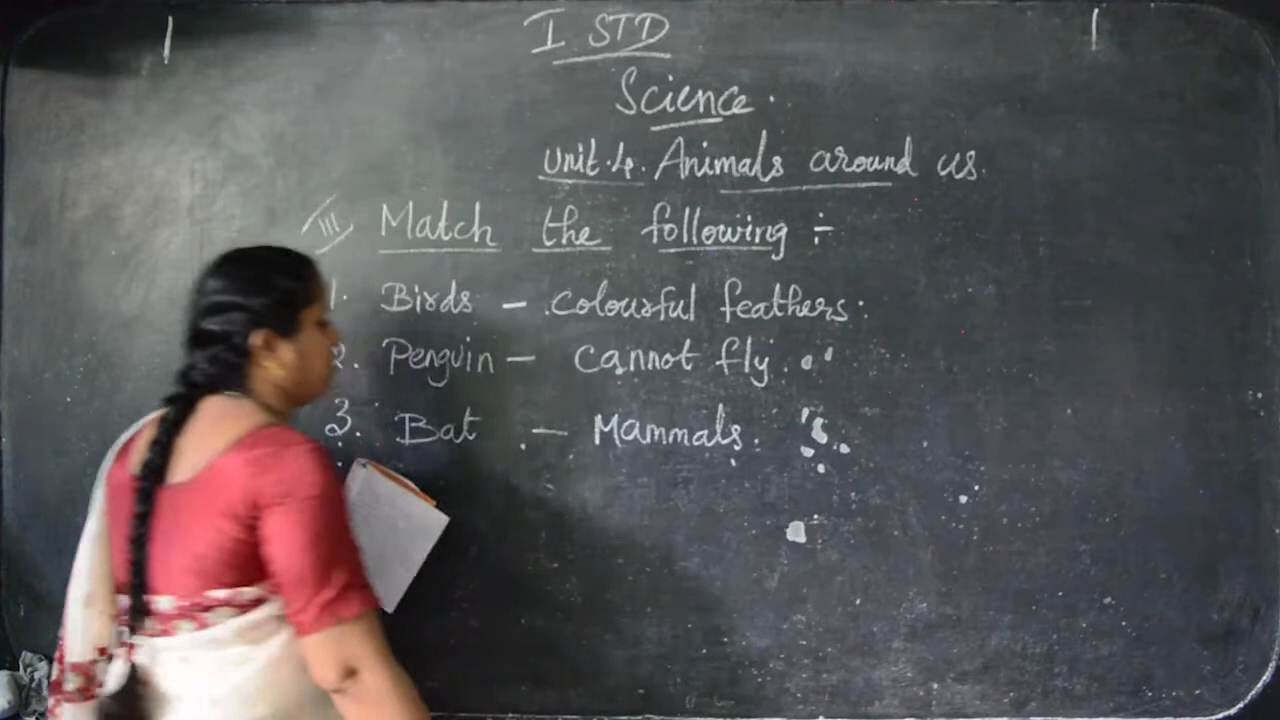 I STD
Science.
Unit.4. Animals around us.
III Match the following ÷
1. Birds - colourful feathers.
2. Penguin - cannot fly.
3. Bat - Mammals.